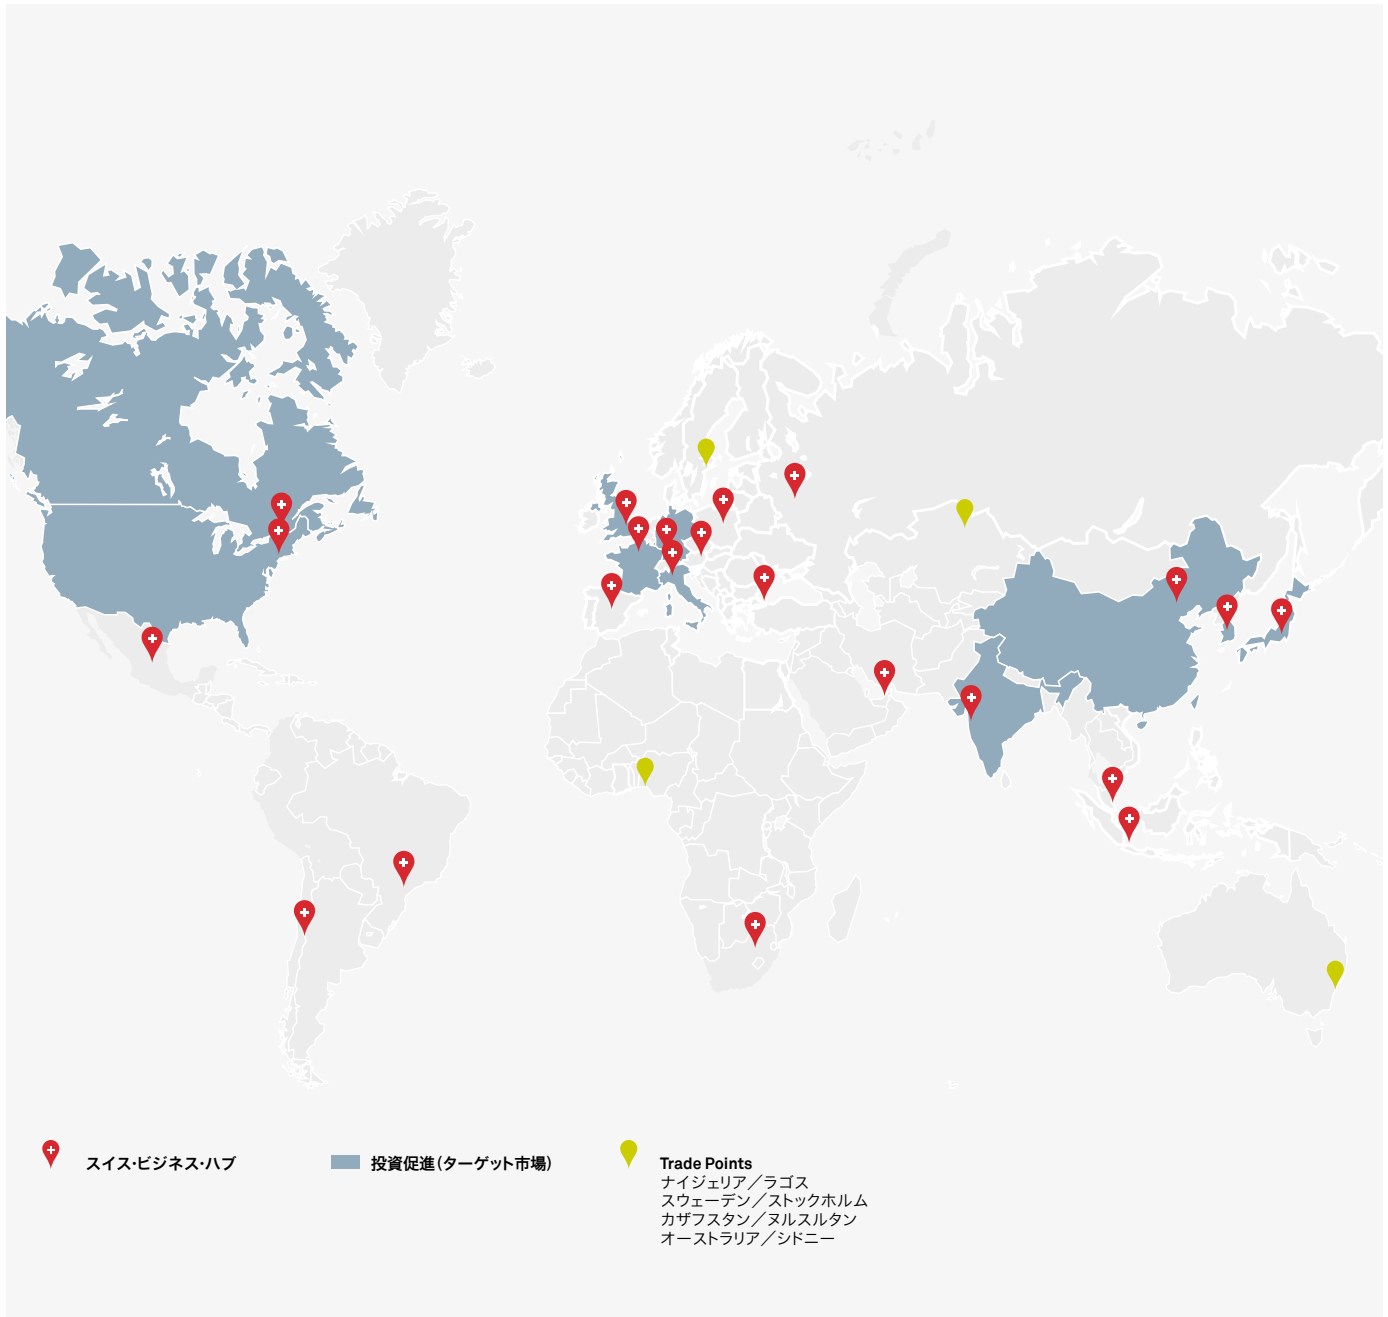 スイス・ビジネス・ハブ
投資促進（ターゲット市場）
Trade Points
ナイジェリア／ラゴス
スウェーデン／ストックホルム
カザフスタン／ヌルスルタン
オーストラリア／シドニー